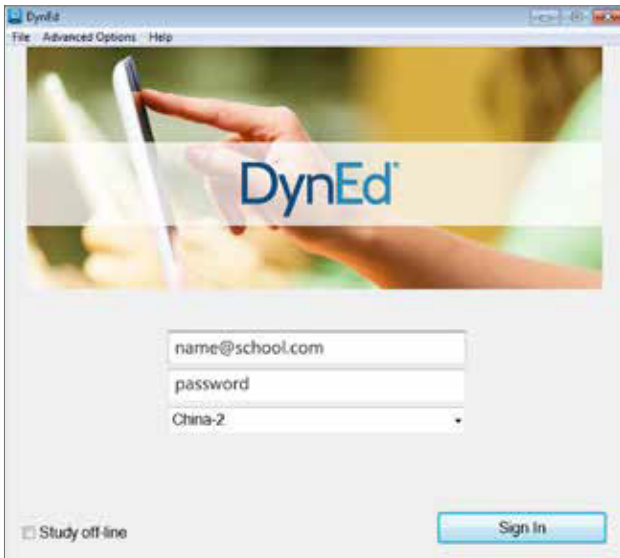 DynEd
File Advanced Options Help
DynEd
name@school.com
password
China-2
Study off-line
Sign In